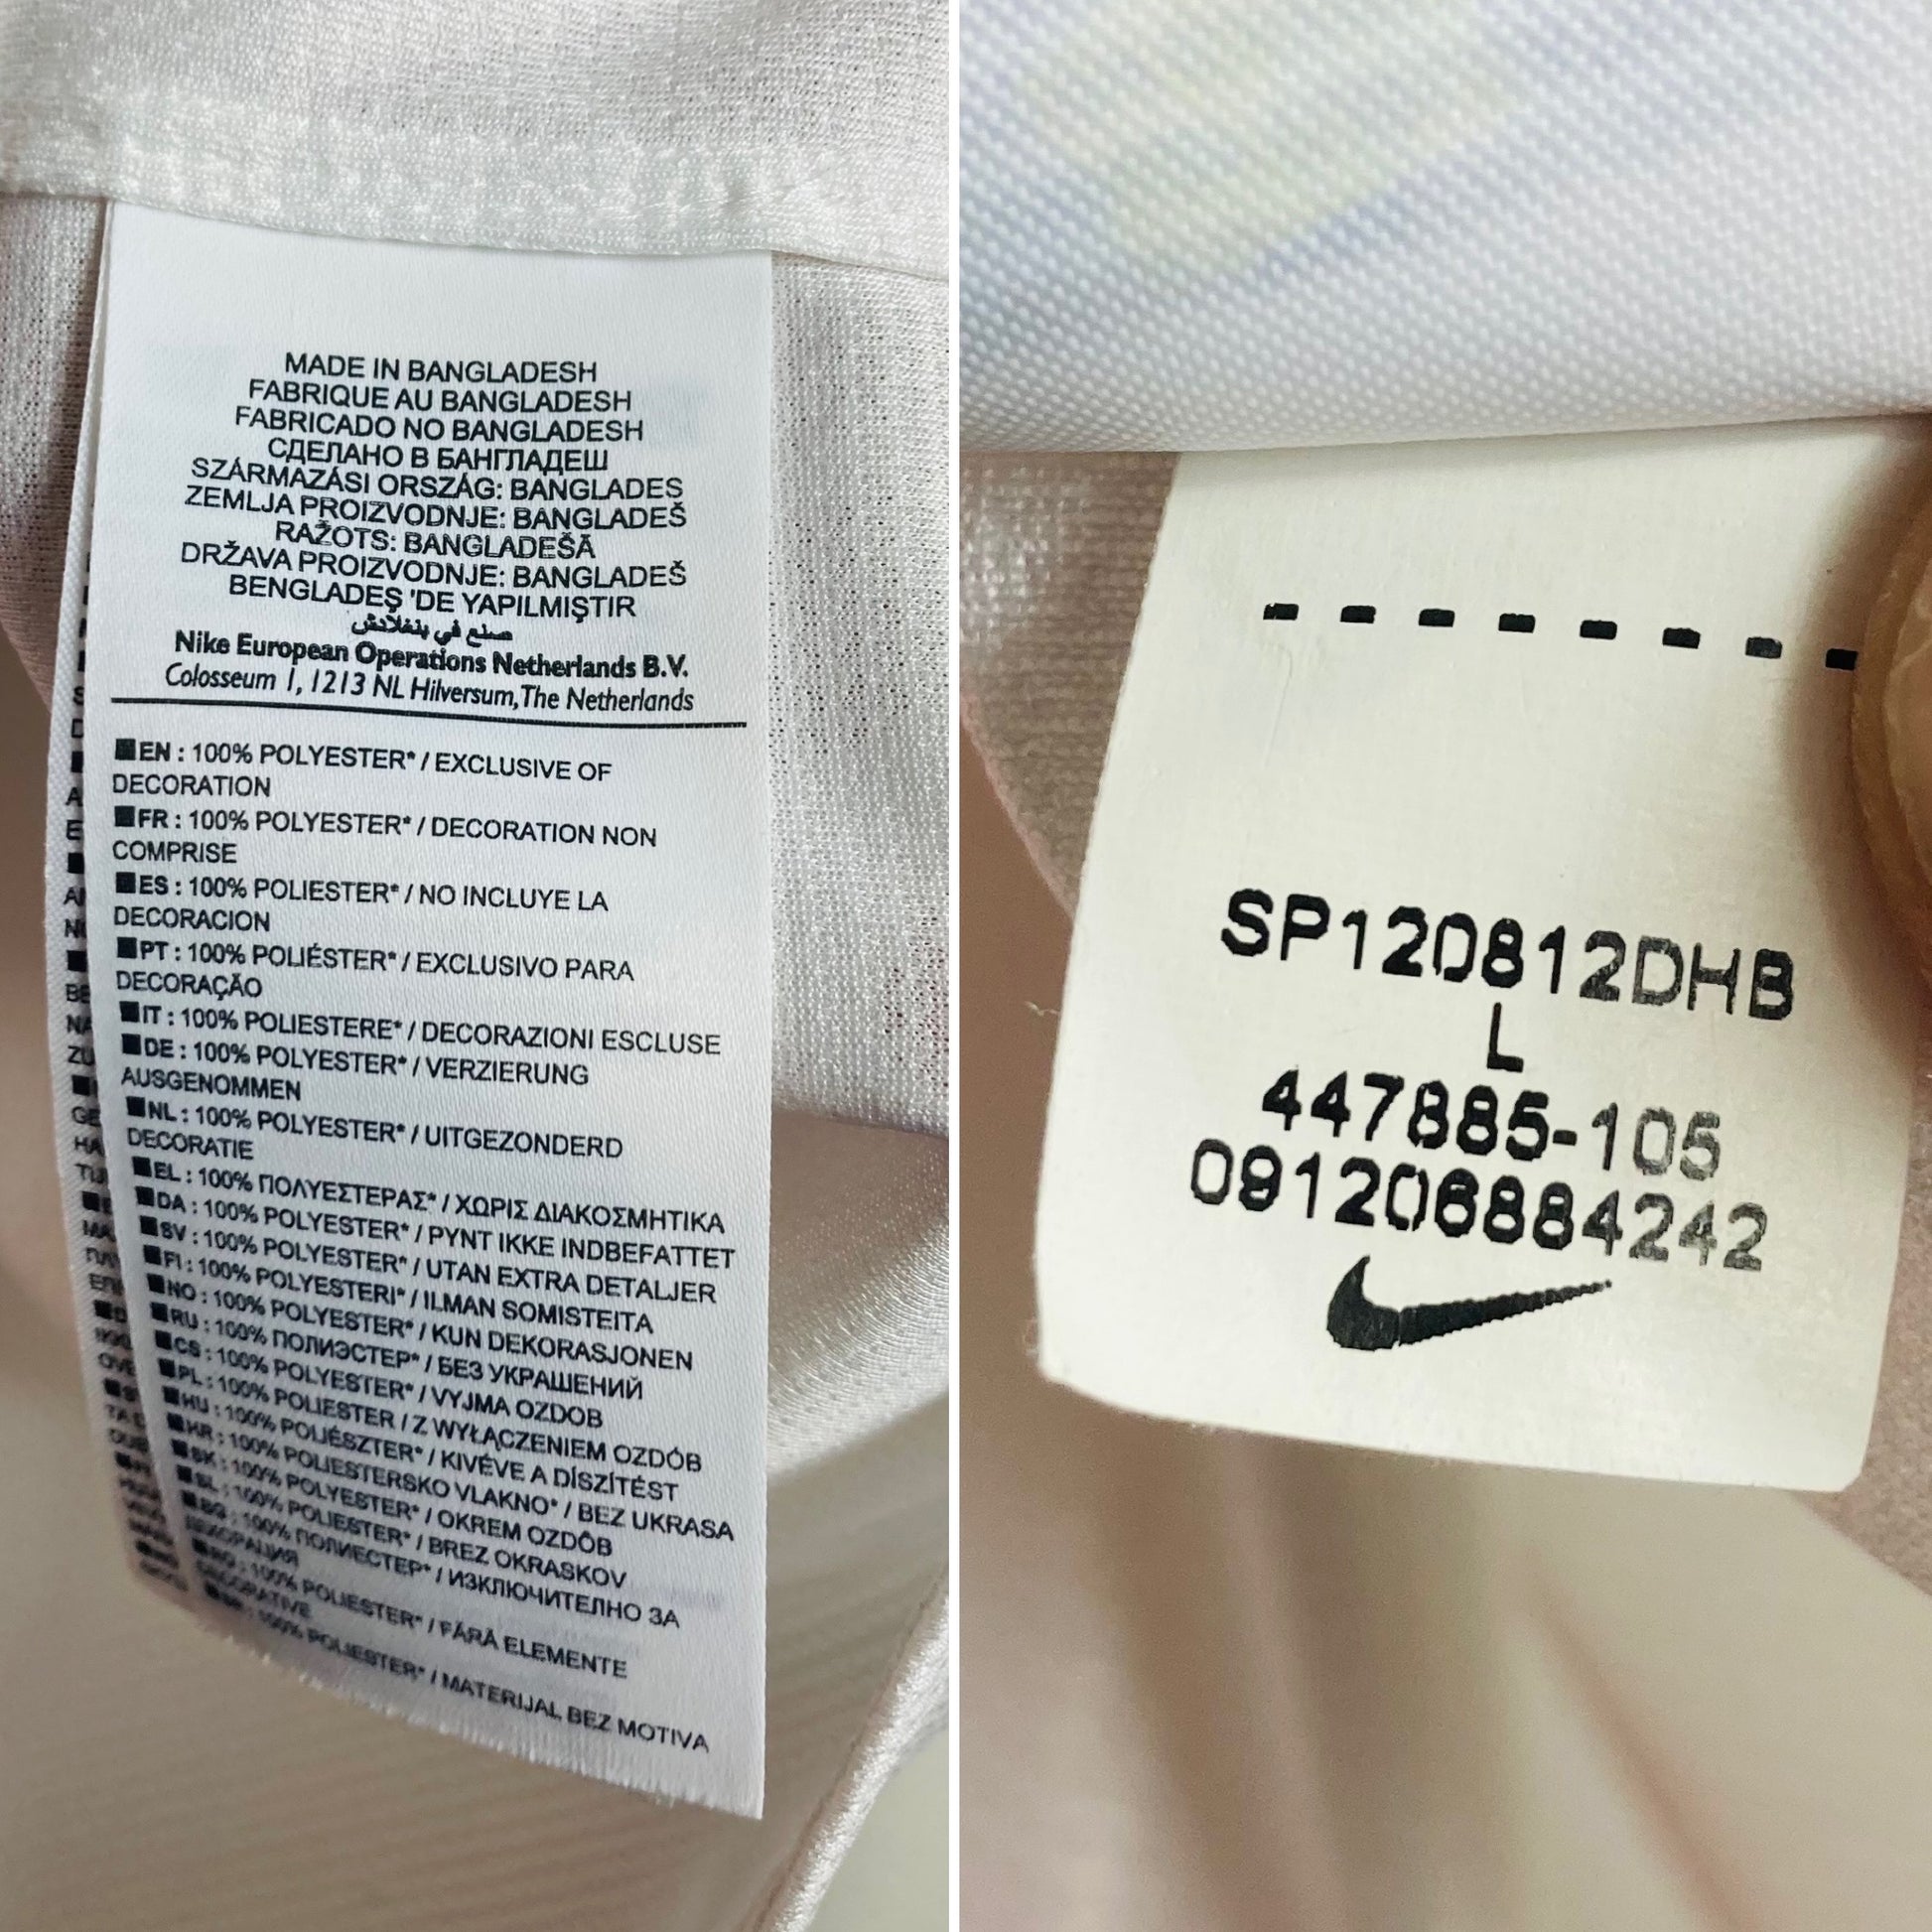 MADE IN BANGLADESH
FABRIQUE AU BANGLADESH
FABRICADO NO BANGLADESH
СДЕЛАНО В БАНГЛАДЕШ
SZÁRMAZÁSI ORSZÁG: BANGLADES
ZEMLJA PROIZVODNJE: BANGLADEŠ
RAŽOTS: BANGLADEŠĀ
DRŽAVA PROIZVODNJE: BANGLADEŠ
BENGLADEŞ 'DE YAPILMIŞTIR
صنع في بنغلادش
Nike European Operations Netherlands B.V.
Colosseum 1, 1213 NL Hilversum, The Netherlands
EN : 100% POLYESTER* / EXCLUSIVE OF
DECORATION
FR : 100% POLYESTER* / DECORATION NON
COMPRISE
ES : 100% POLIESTER* / NO INCLUYE LA
DECORACION
PT : 100% POLIÉSTER* / EXCLUSIVO PARA
DECORAÇÃO
IT : 100% POLIESTERE* / DECORAZIONI ESCLUSE
DE : 100% POLYESTER* / VERZIERUNG
AUSGENOMMEN
NL : 100% POLYESTER* / UITGEZONDERD
DECORATIE
EL : 100% ΠΟΛΥΕΣΤΕΡΑΣ* / ΧΩΡΙΣ ΔΙΑΚΟΣΜΗΤΙΚΑ
DA : 100% POLYESTER* / PYNT IKKE INDBEFATTET
SV : 100% POLYESTER* / UTAN EXTRA DETALJER
FI : 100% POLYESTERI* / ILMAN SOMISTEITA
NO : 100% POLYESTER* / KUN DEKORASJONEN
RU : 100% ПОЛИЭСТЕР* / БЕЗ УКРАШЕНИЙ
CS : 100% POLYESTER* / VYJMA OZDOB
PL : 100% POLIESTER / Z WYŁĄCZENIEM OZDÓB
HU : 100% POLIÉSZTER* / KIVÉVE A DÍSZÍTÉST
HR : 100% POLIESTERSKO VLAKNO* / BEZ UKRASA
SK : 100% POLYESTER* / OKREM OZDÔB
SL : 100% POLIESTER* / BREZ OKRASKOV
BG : 100% ПОЛИЕСТЕР* / ИЗКЛЮЧИТЕЛНО ЗА
ДЕКОРАЦИЯ
RO : 100% POLIESTER* / FĂRĂ ELEMENTE
DECORATIVE
SR : 100% POLIESTER* / MATERIJAL BEZ MOTIVA
SP120812DHB
L
447885-105
091206884242